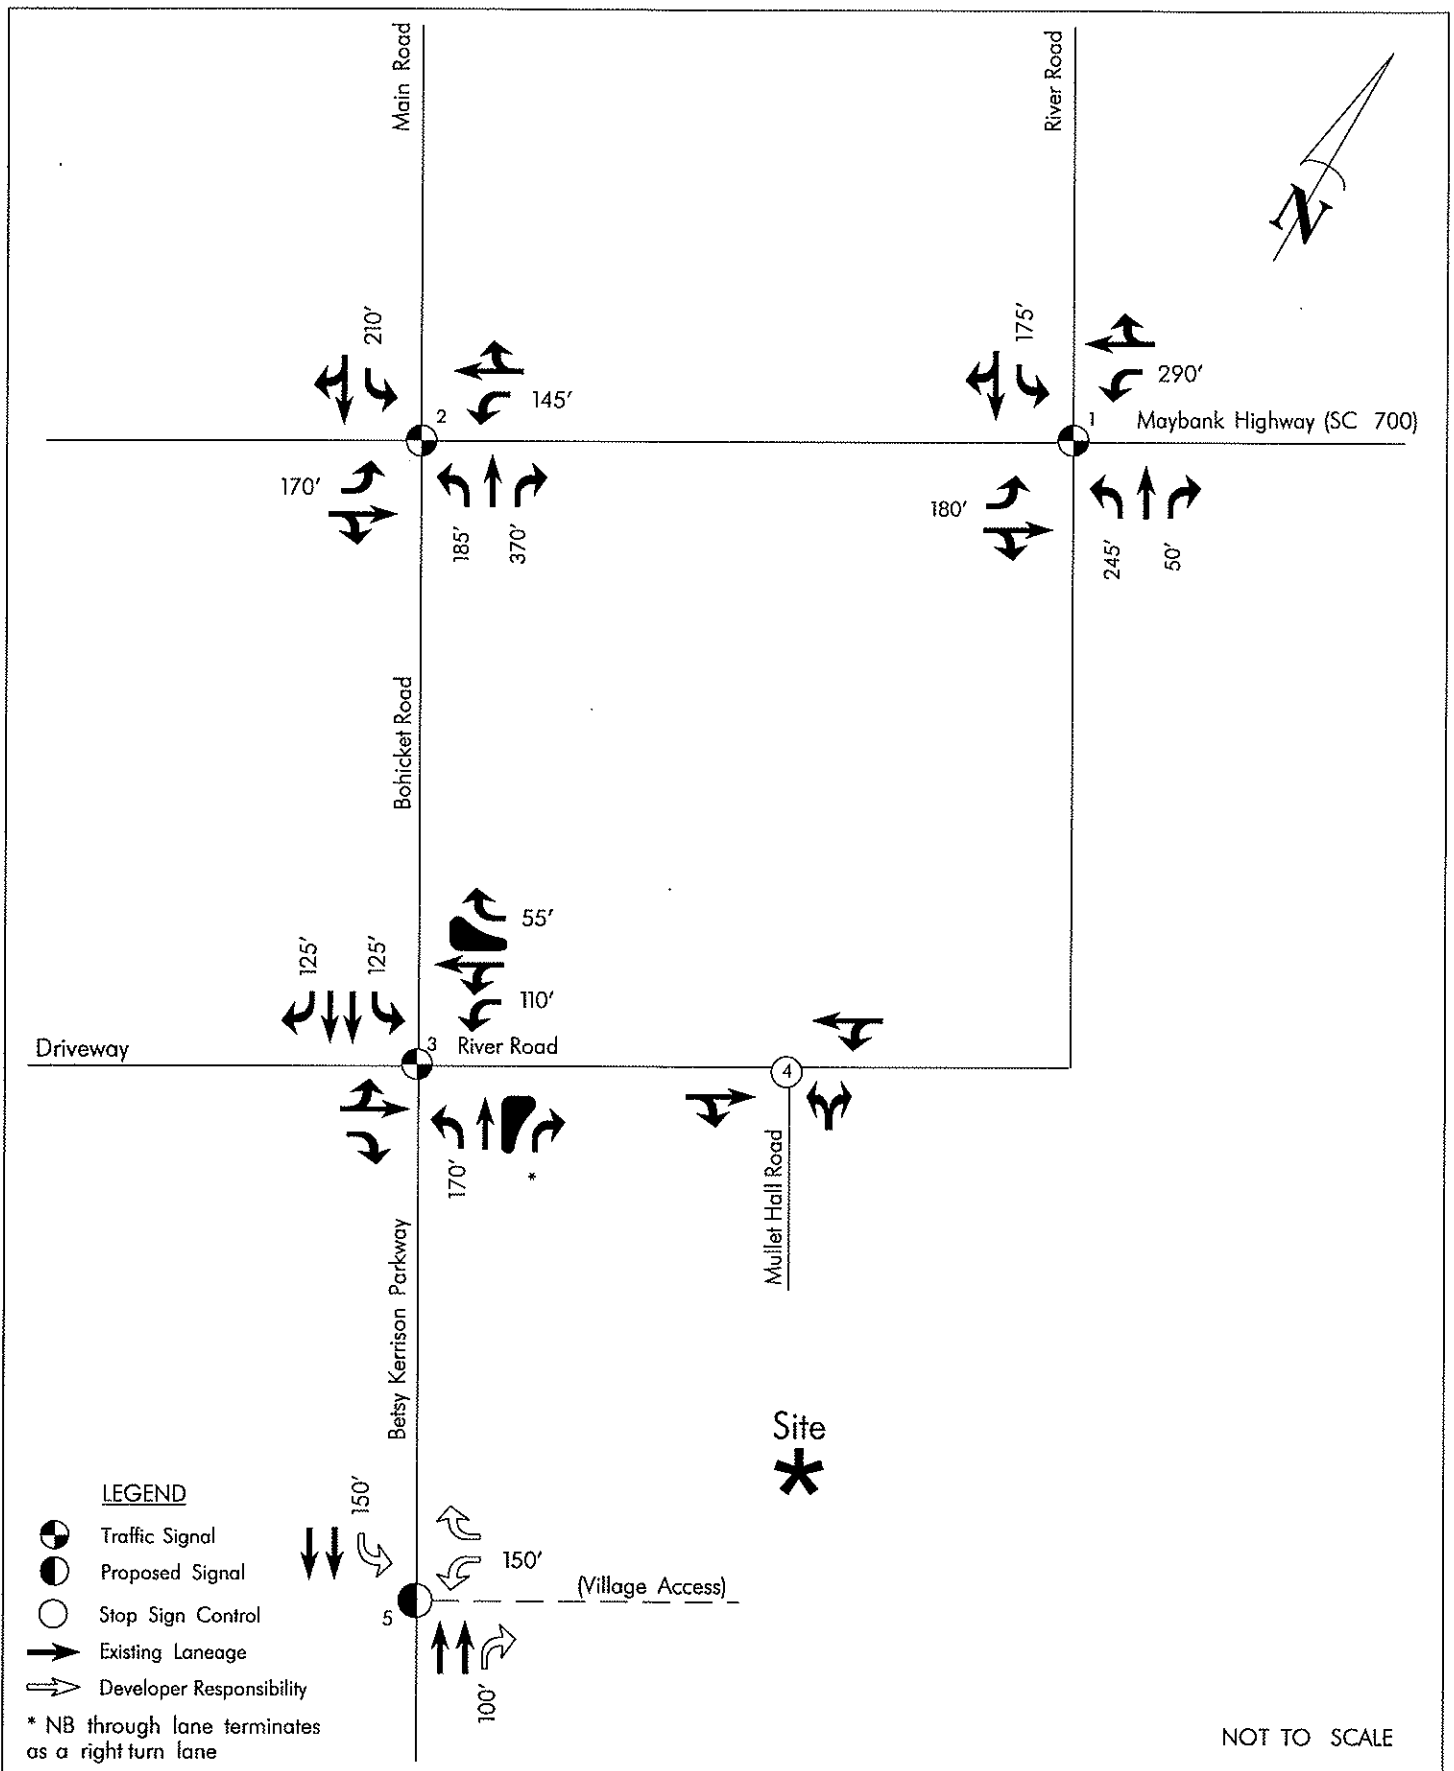 Main Road
River Road
N
210'
175'
145'
290'
2
1
Maybank Highway (SC 700)
170'
180'
185'
370'
245'
50'
Bohicket Road
55'
125'
125'
110'
Driveway
3
River Road
4
170'
*
Mullet Hall Road
Betsy Kerrison Parkway
Site
*
LEGEND
Traffic Signal
Proposed Signal
Stop Sign Control
Existing Laneage
Developer Responsibility
* NB through lane terminates
as a right turn lane
150'
150'
(Village Access)
5
100'
NOT TO SCALE